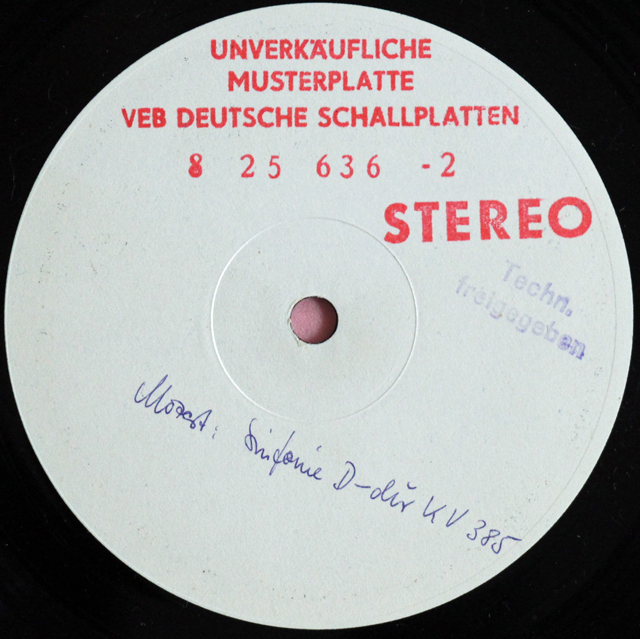 UNVERKÄUFLICHE
MUSTERPLATTE
VEB DEUTSCHE SCHALLPLATTEN
8 25 636 -2
STEREO
Techn.
freigegeben
Mozart: Sinfonie D-dur KV 385